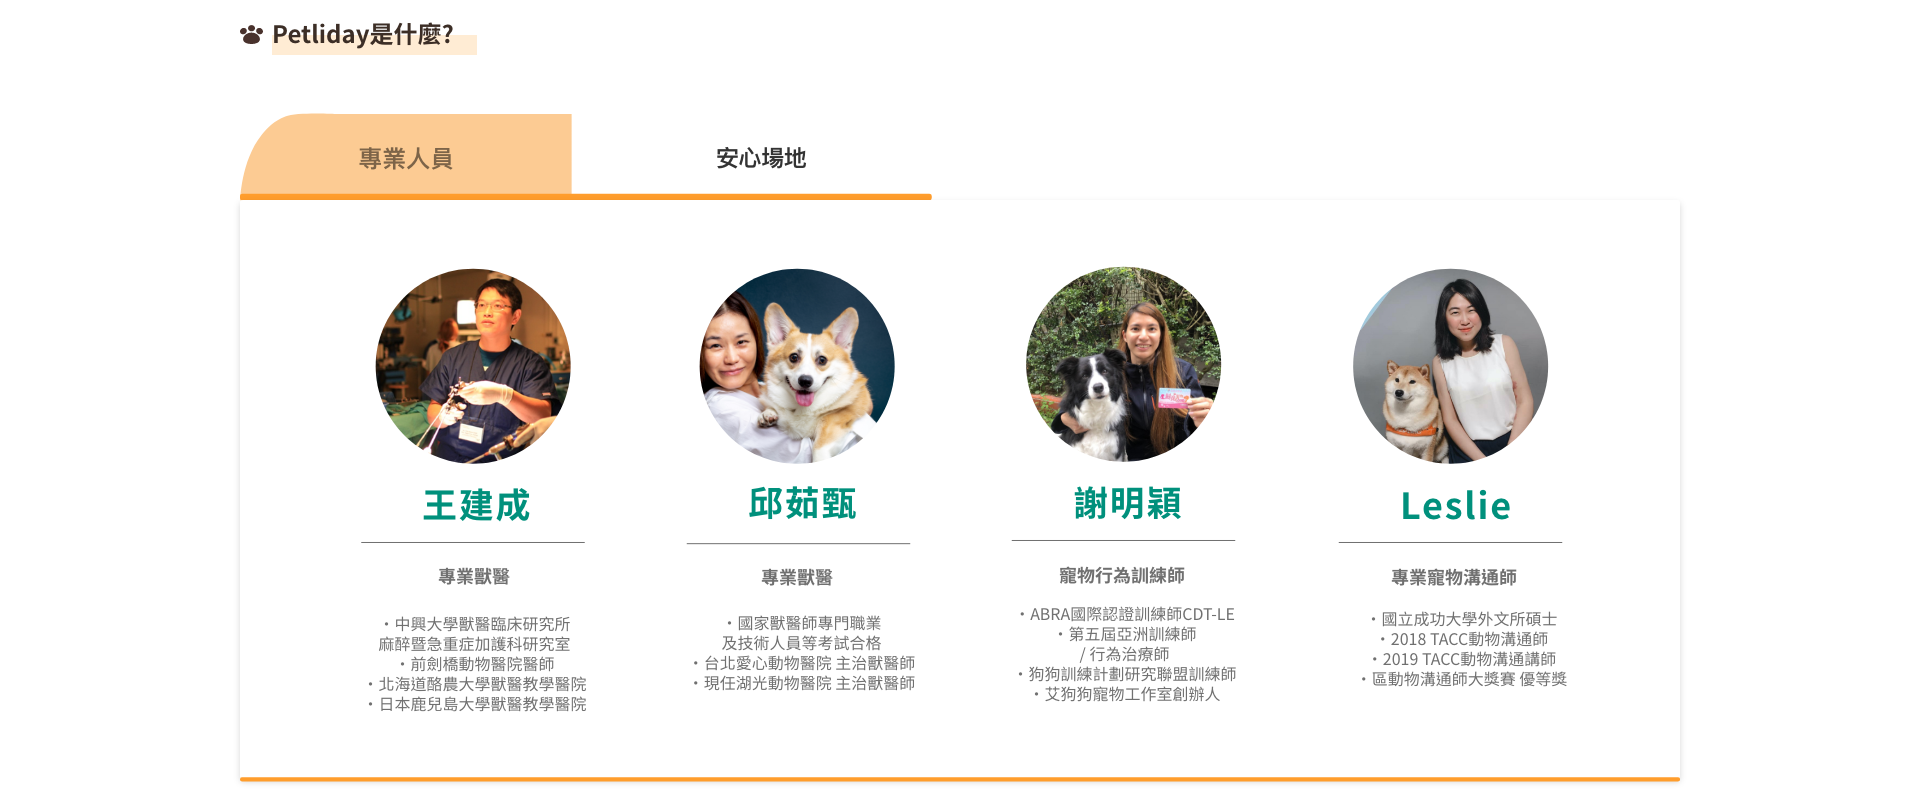 Petliday是什麼?
專業人員
安心場地
王建成
專業獸醫
・中興大學獸醫臨床研究所
麻醉暨急重症加護科研究室
・前劍橋動物醫院醫師
・北海道酪農大學獸醫教學醫院
・日本鹿兒島大學獸醫教學醫院
邱茹甄
專業獸醫
・國家獸醫師專門職業
及技術人員等考試合格
・台北愛心動物醫院 主治獸醫師
・現任湖光動物醫院 主治獸醫師
謝明穎
寵物行為訓練師
・ABRA國際認證訓練師CDT-LE
・第五屆亞洲訓練師
/ 行為治療師
・狗狗訓練計劃研究聯盟訓練師
・艾狗狗寵物工作室創辦人
Leslie
專業寵物溝通師
・國立成功大學外文所碩士
・2018 TACC動物溝通師
・2019 TACC動物溝通講師
・區動物溝通師大獎賽 優等獎